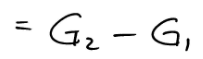 = G₂ - G₁